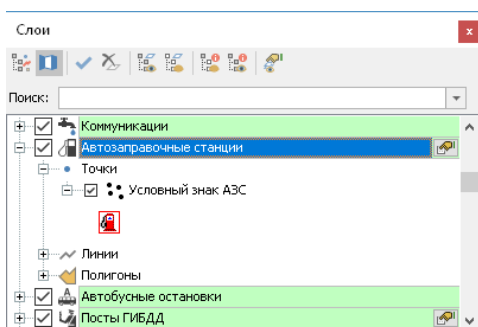 Слои
Поиск:
Коммуникации
Автозаправочные станции
Точки
Условный знак АЗС
Линии
Полигоны
Автобусные остановки
Посты ГИБДД